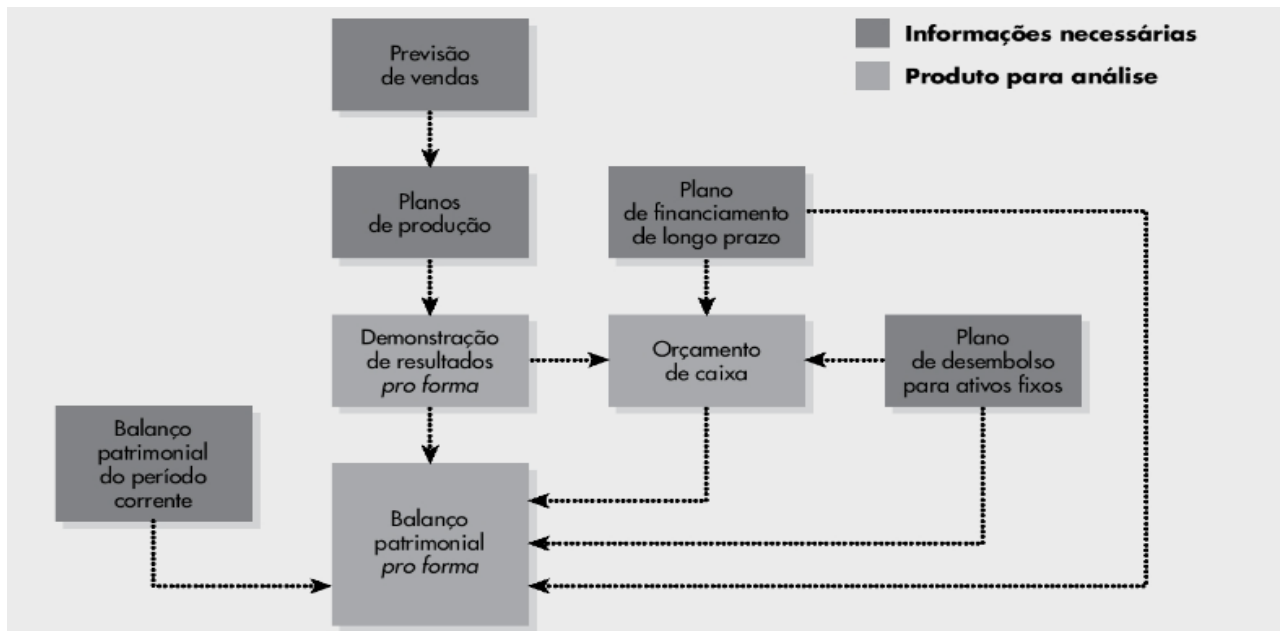 Previsão
de vendas
Informações necessárias
Produto para análise
Planos
de produção
Plano
de financiamento
de longo prazo
Demonstração
de resultados
pro forma
Orçamento
de caixa
Plano
de desembolso
para ativos fixos
Balanço
patrimonial
do período
corrente
Balanço
patrimonial
pro forma